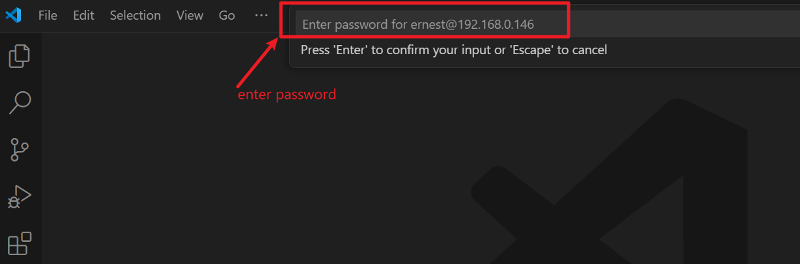 File Edit Selection View Go ···
Enter password for ernest@192.168.0.146
Press 'Enter' to confirm your input or 'Escape' to cancel
enter password